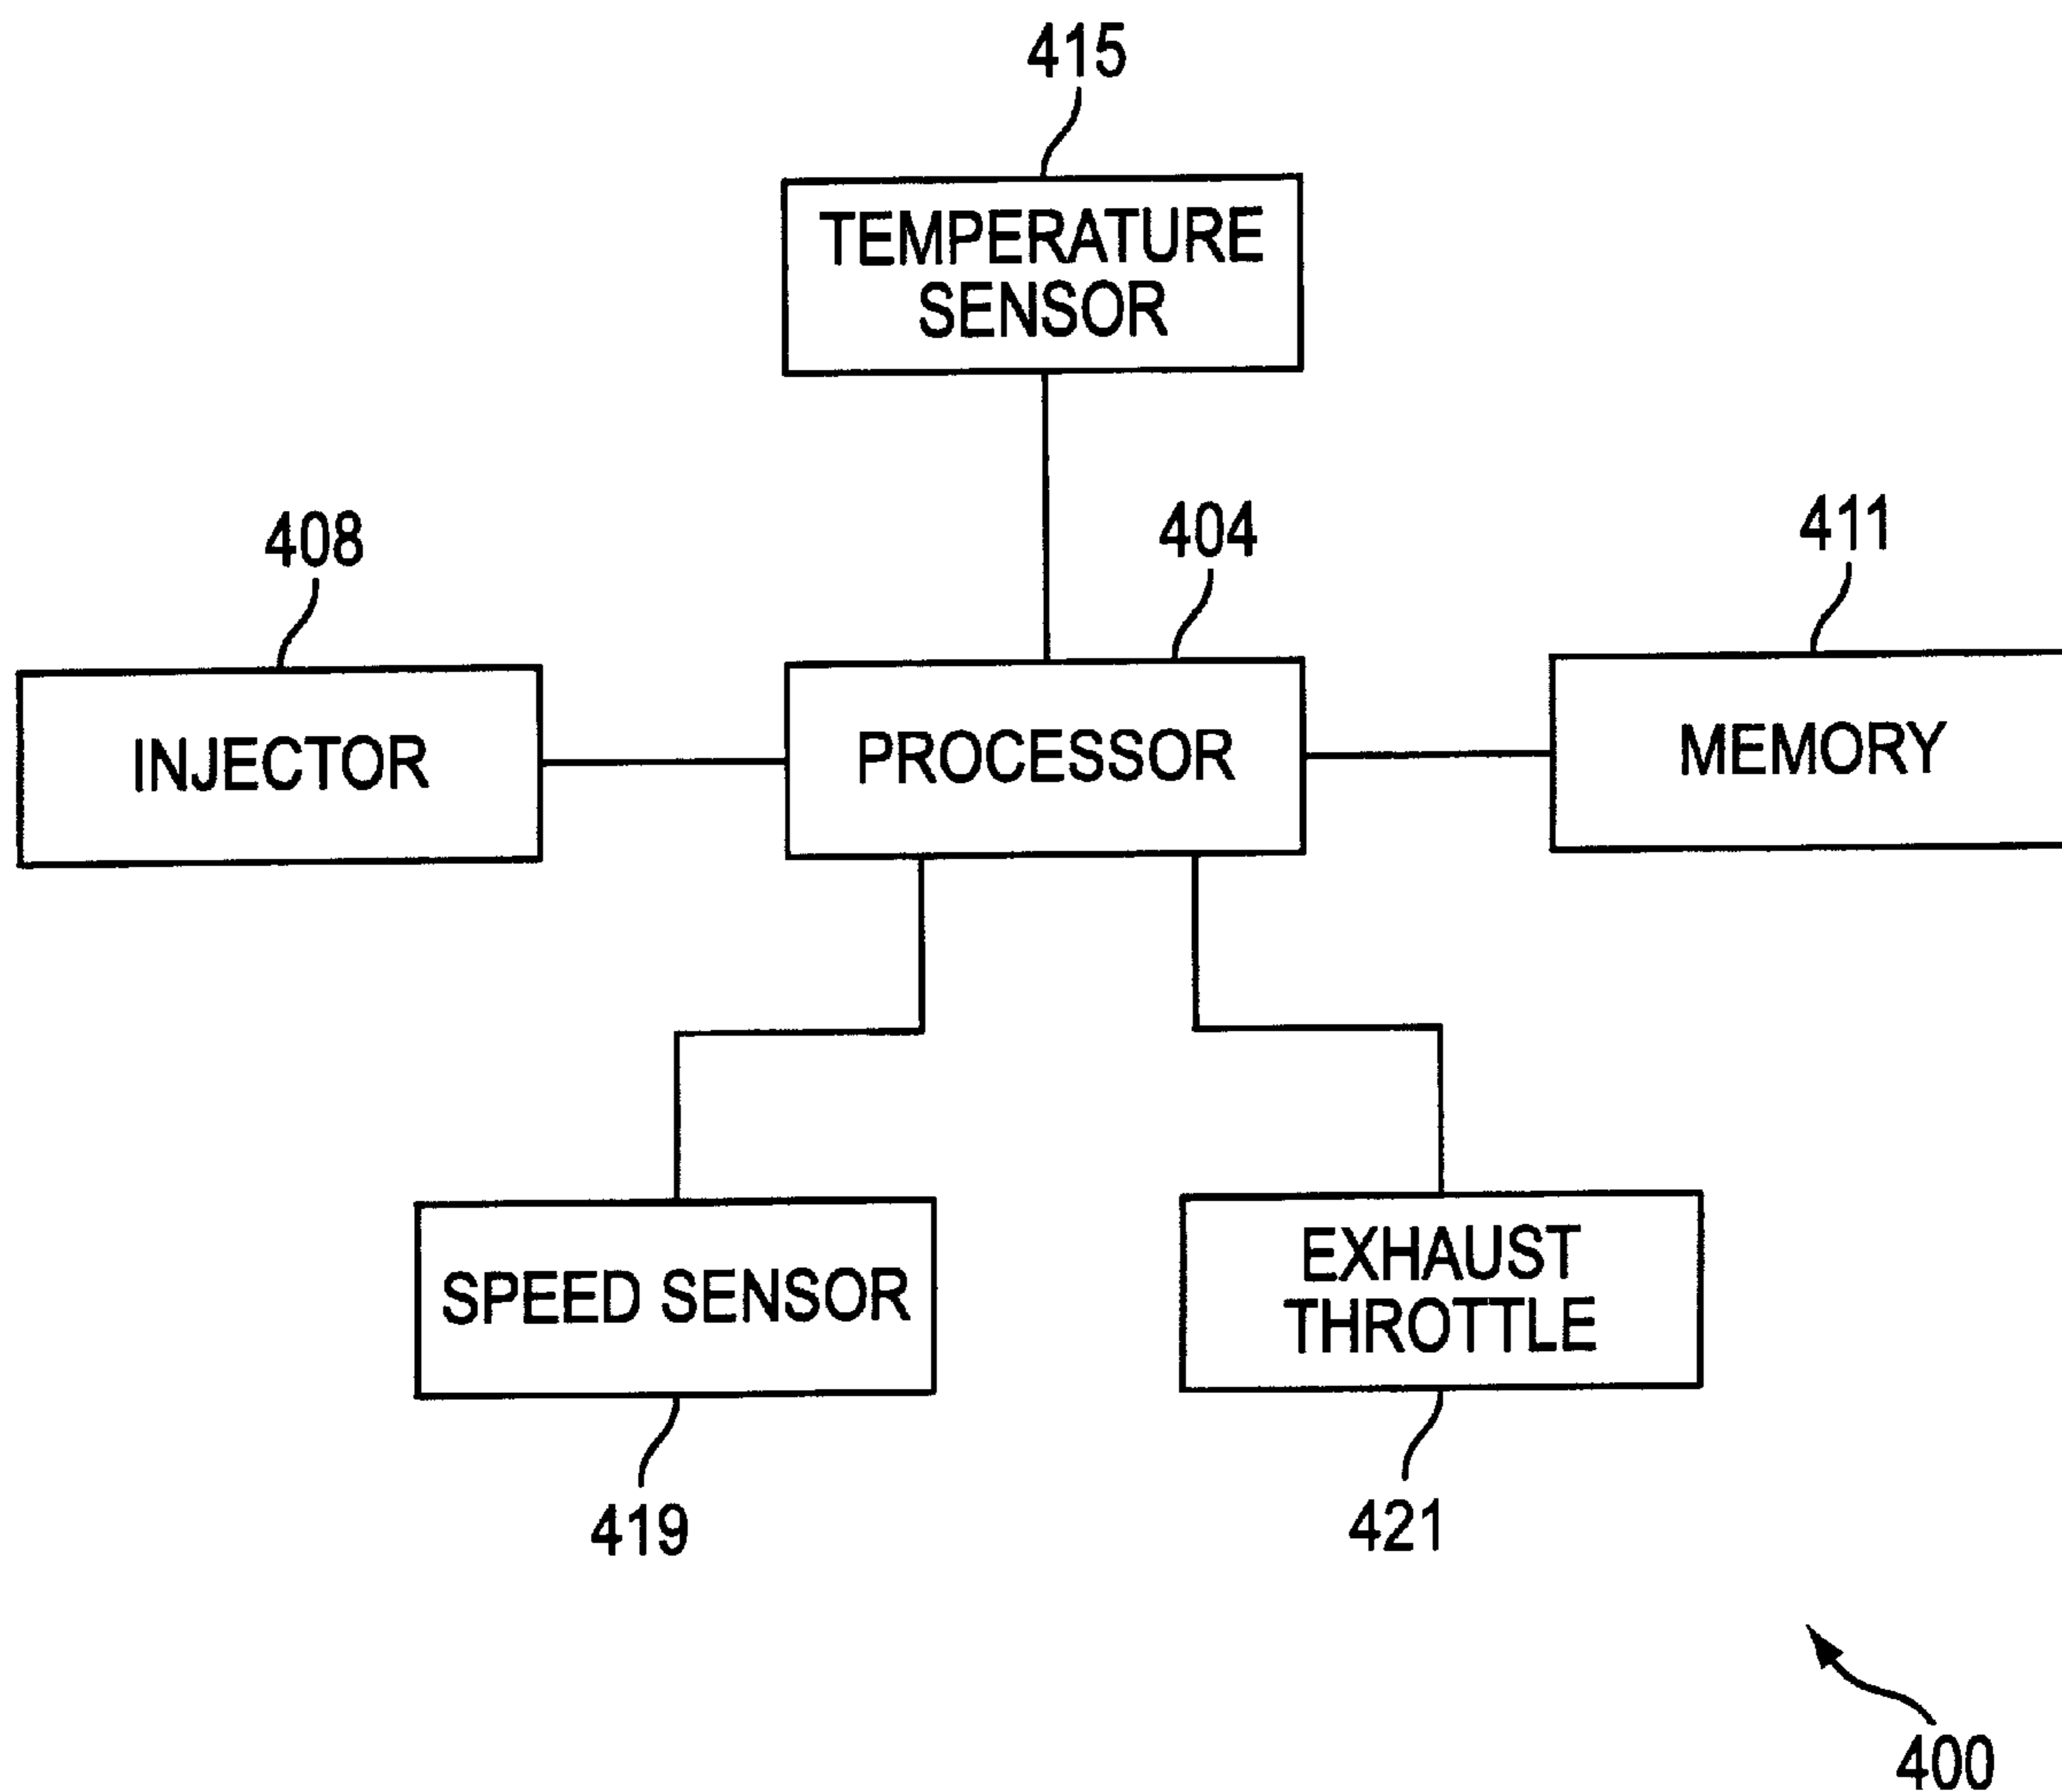 415
TEMPERATURE
SENSOR
408
404
411
INJECTOR
PROCESSOR
MEMORY
SPEED SENSOR
EXHAUST
THROTTLE
419
421
400